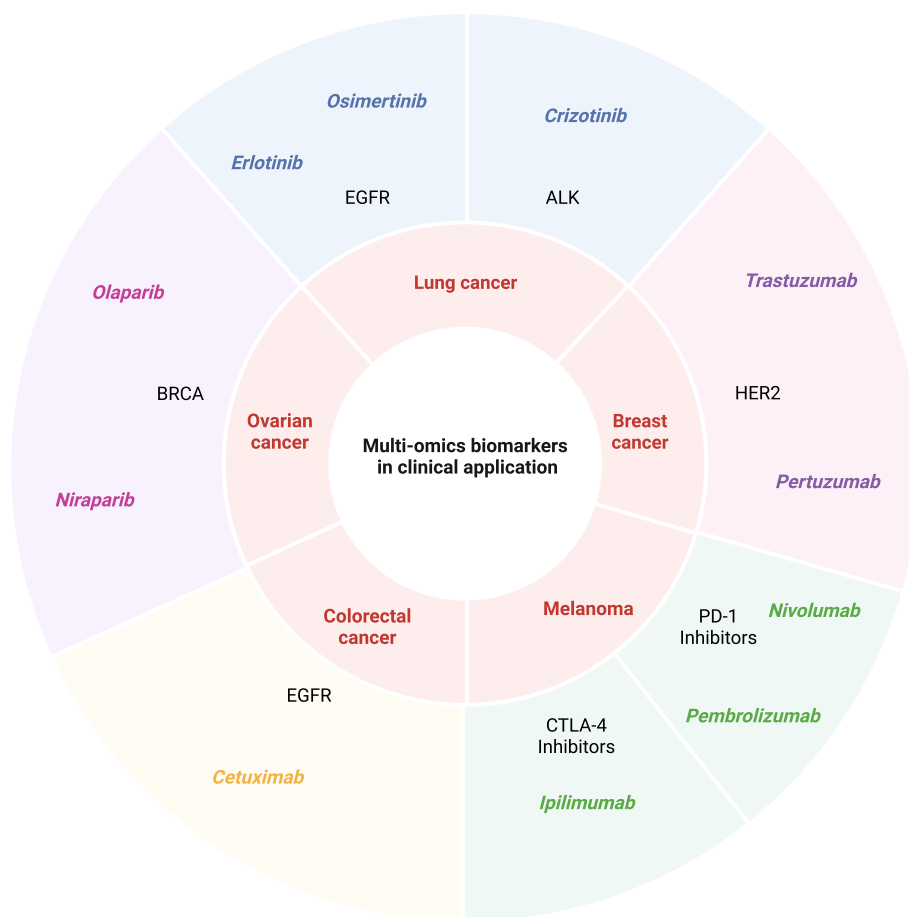 Osimertinib
Crizotinib
Erlotinib
EGFR
ALK
Lung cancer
Trastuzumab
Olaparib
BRCA
HER2
Ovarian
cancer
Breast
cancer
Multi-omics biomarkers
in clinical application
Pertuzumab
Niraparib
Melanoma
Colorectal
cancer
PD-1
Inhibitors
Nivolumab
EGFR
Pembrolizumab
CTLA-4
Inhibitors
Cetuximab
Ipilimumab